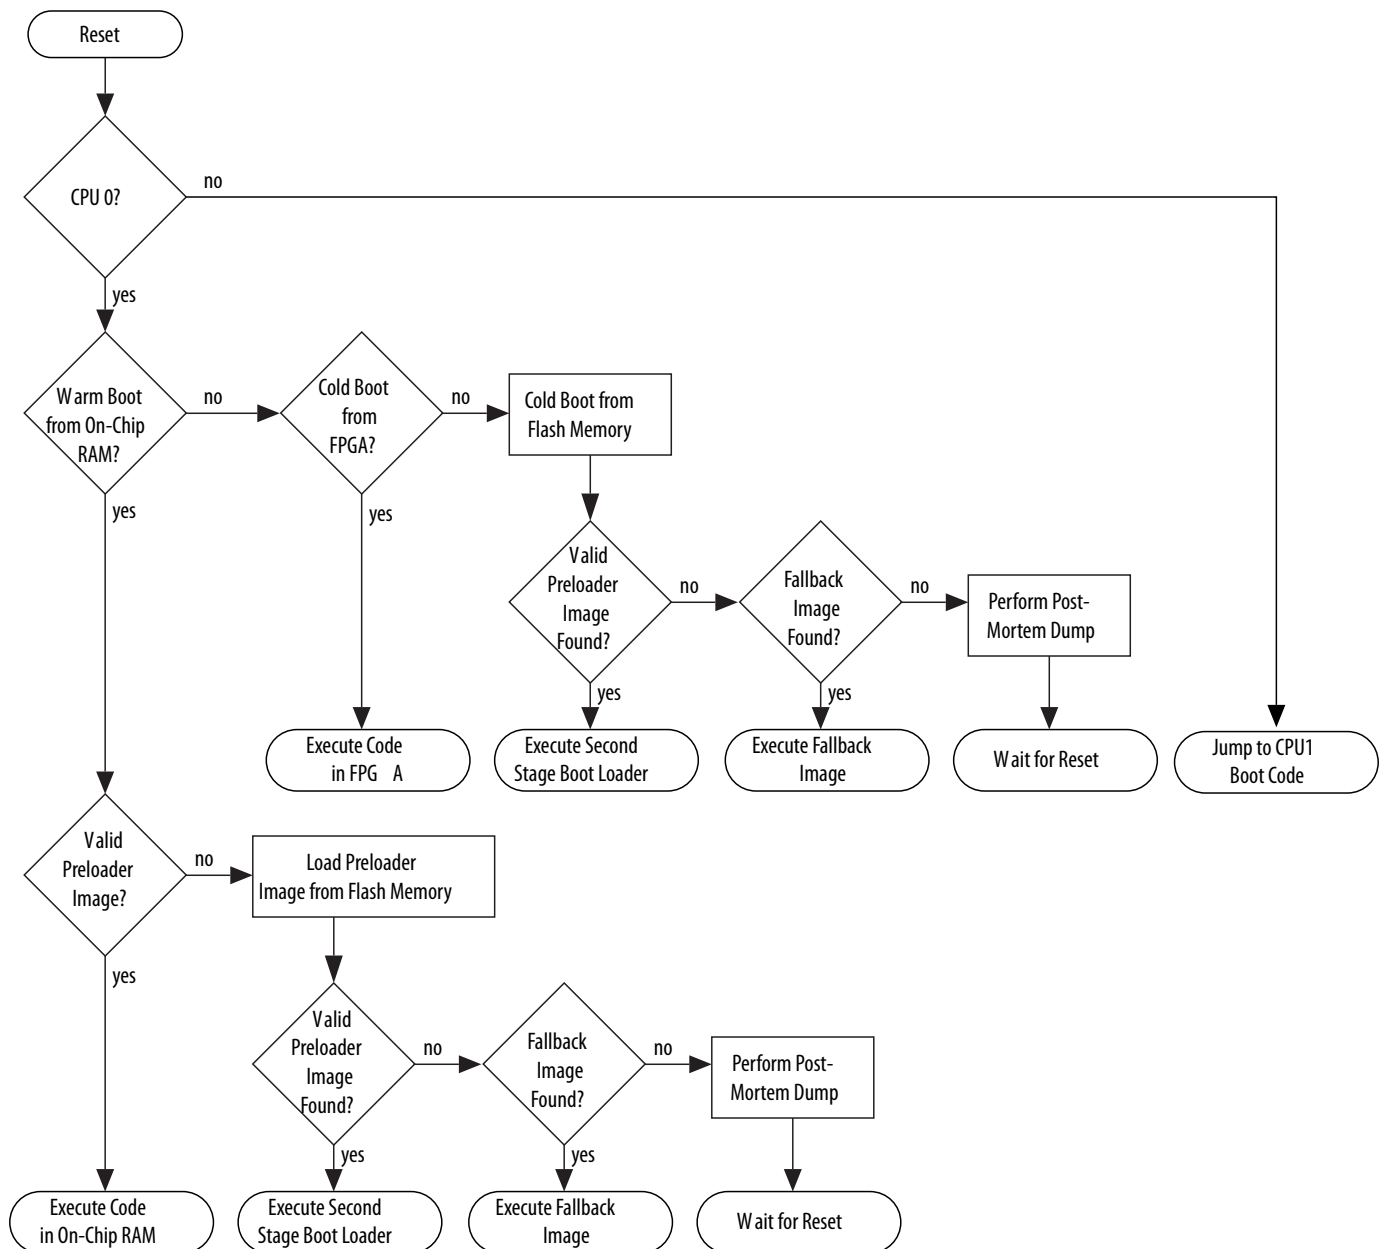 Reset
CPU 0?
no
yes
Warm Boot
from On-Chip
RAM?
no
Cold Boot
from
FPGA?
no
Cold Boot from
Flash Memory
yes
yes
Valid
Preloader
Image
Found?
no
Fallback
Image
Found?
no
Perform Post-
Mortem Dump
yes
yes
Execute Code
in FPG A
Execute Second
Stage Boot Loader
Execute Fallback
Image
Wait for Reset
Jump to CPU1
Boot Code
Valid
Preloader
Image?
no
Load Preloader
Image from Flash Memory
yes
Valid
Preloader
Image
Found?
no
Fallback
Image
Found?
no
Perform Post-
Mortem Dump
yes
yes
Execute Code
in On-Chip RAM
Execute Second
Stage Boot Loader
Execute Fallback
Image
Wait for Reset